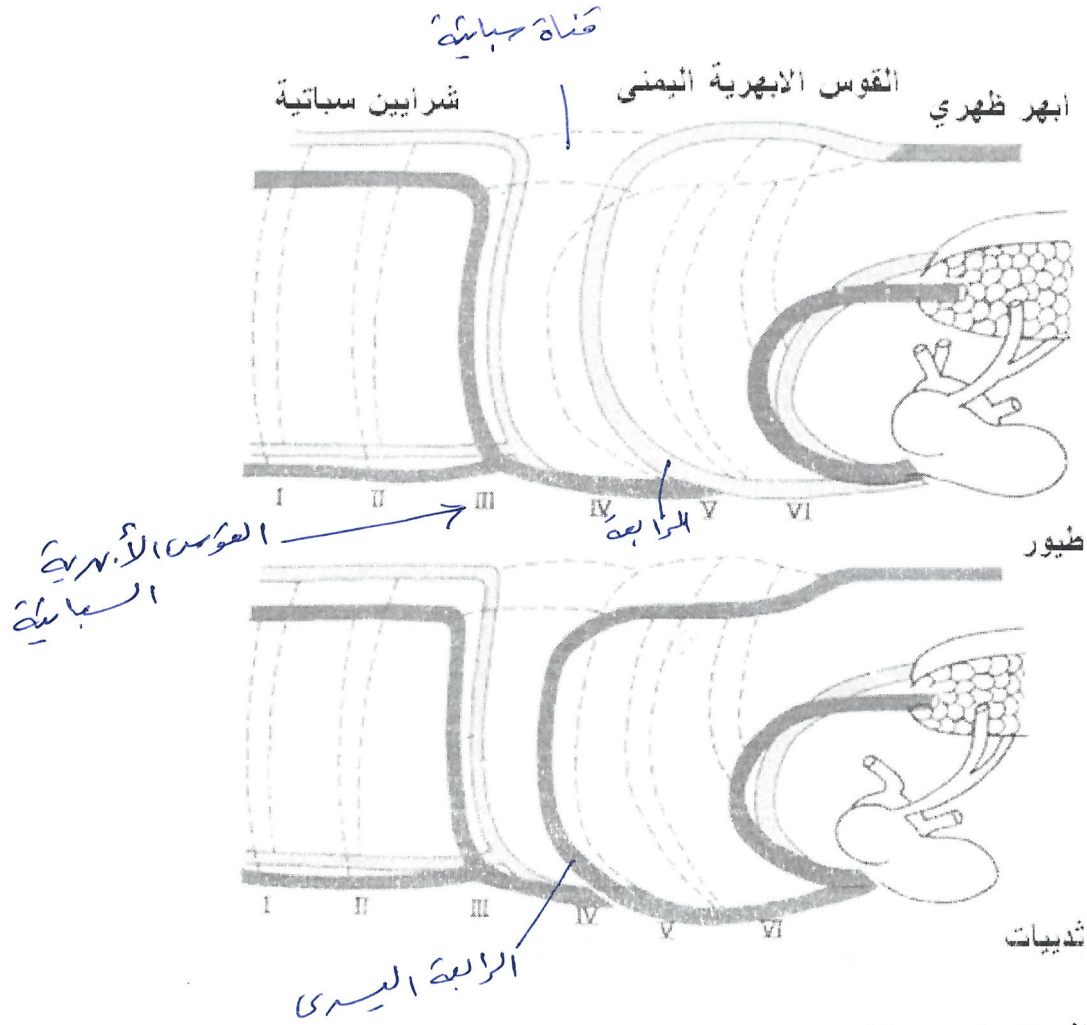 قناة سباتية
شرايين سباتية
القوس الابهرية اليمنى
ابهر ظهري
I II III IV V VI
الرابعة
طيور
القوس الأبهرية
السباتية
I II III IV V VI
ثدييات
الرابعة اليسرى